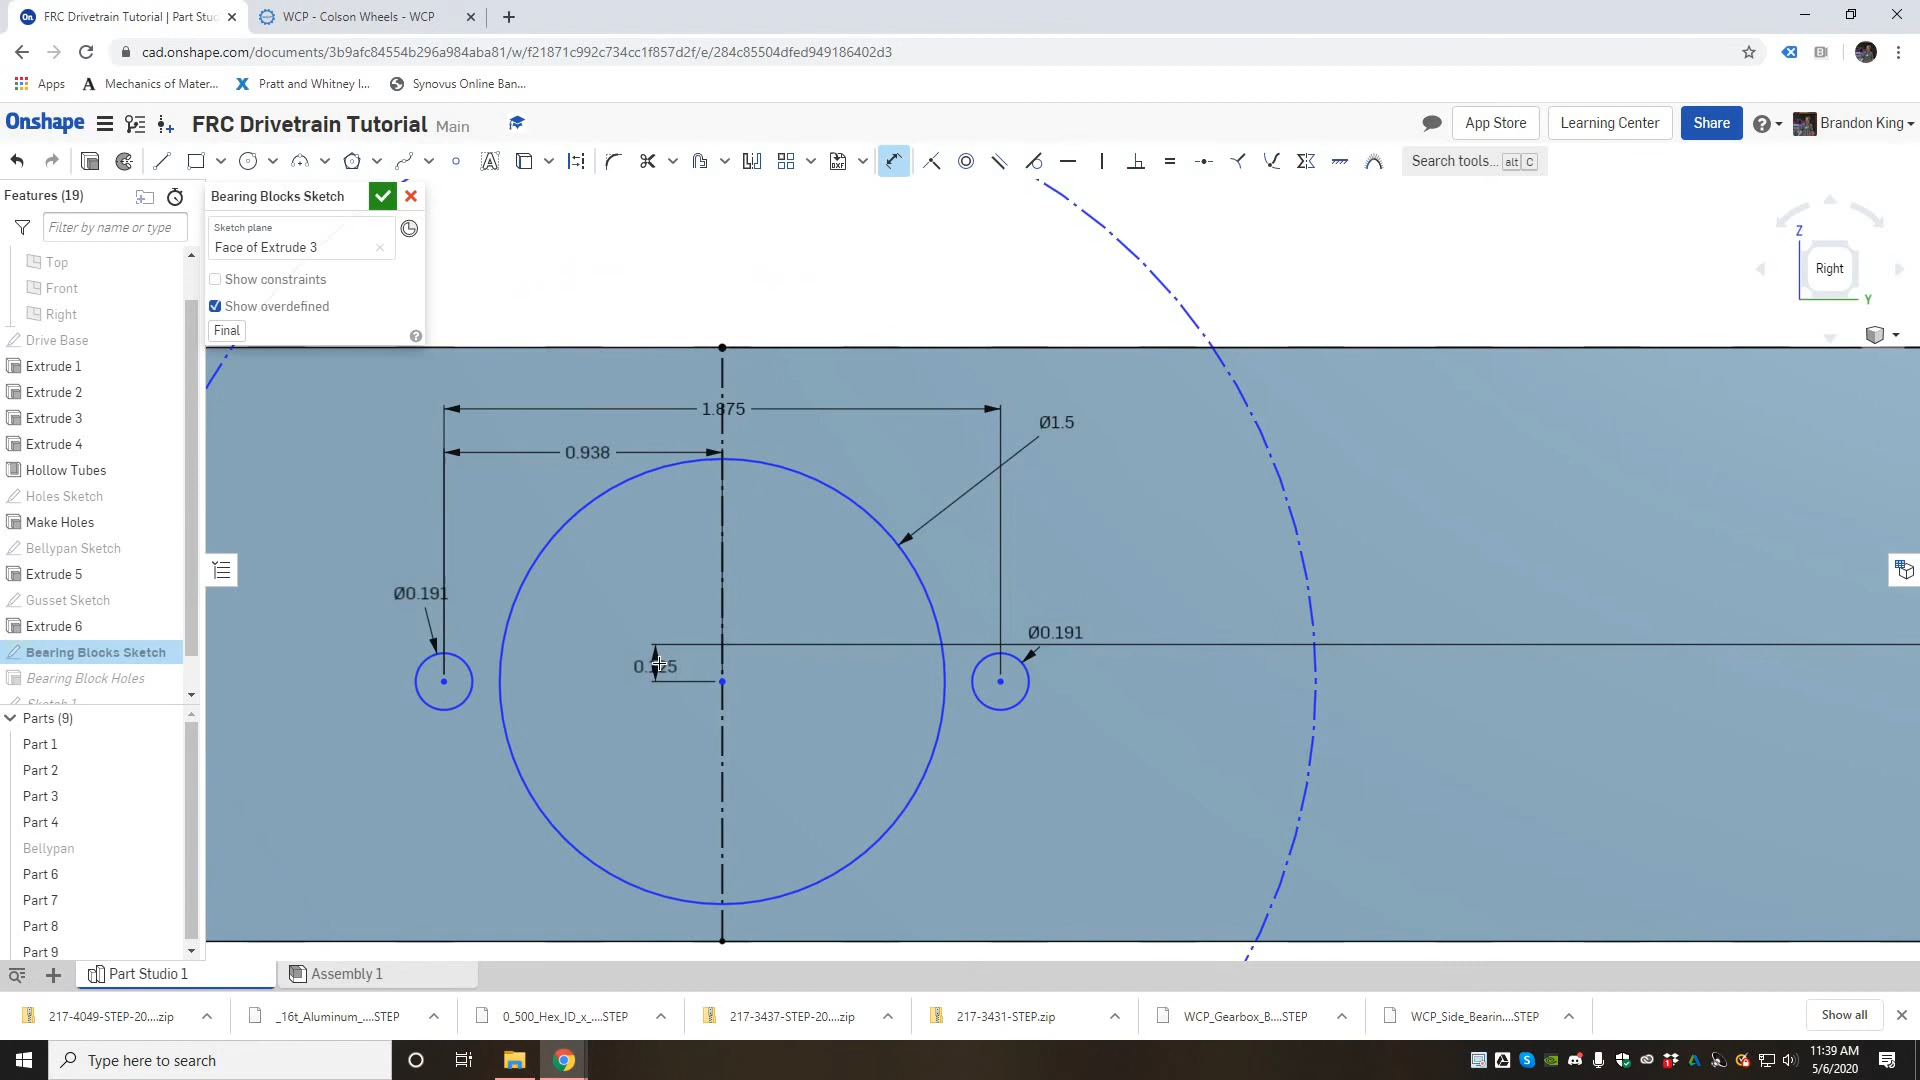 FRC Drivetrain Tutorial | Part Stu
WCP - Colson Wheels - WCP
cad.onshape.com/documents/3b9afc84554b296a984aba81/w/f21871c992c734cc1f857d2f/e/284c85504dfed949186402d3
Apps
Mechanics of Mater...
Pratt and Whitney I...
Synovus Online Ban...
Onshape
FRC Drivetrain Tutorial Main
App Store
Learning Center
Share
Brandon King
Search tools... alt C
Features (19)
Filter by name or type
Top
Front
Right
Drive Base
Extrude 1
Extrude 2
Extrude 3
Extrude 4
Hollow Tubes
Holes Sketch
Make Holes
Bellypan Sketch
Extrude 5
Gusset Sketch
Extrude 6
Bearing Blocks Sketch
Bearing Block Holes
Sketch 1
Parts (9)
Part 1
Part 2
Part 3
Part 4
Bellypan
Part 6
Part 7
Part 8
Part 9
Bearing Blocks Sketch
Sketch plane
Face of Extrude 3
Show constraints
Show overdefined
Final
1.875
0.938
Ø1.5
Ø0.191
Ø0.191
Z
Right
Y
Part Studio 1
Assembly 1
217-4049-STEP-20....zip
_16t_Aluminum_....STEP
0_500_Hex_ID_x_....STEP
217-3437-STEP-20....zip
217-3431-STEP.zip
WCP_Gearbox_B....STEP
WCP_Side_Bearin....STEP
Show all
Type here to search
11:39 AM
5/6/2020